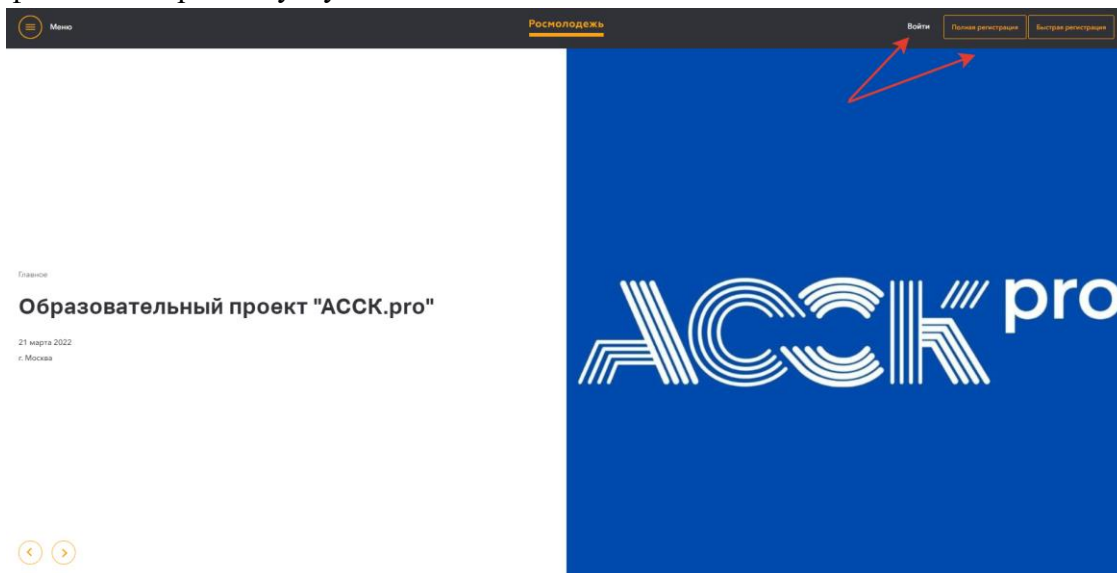 Меню
Росмолодежь
Войти
Полная регистрация
Быстрая регистрация
Главное
Образовательный проект "АССК.pro"
21 марта 2022
г. Москва
АССК pro